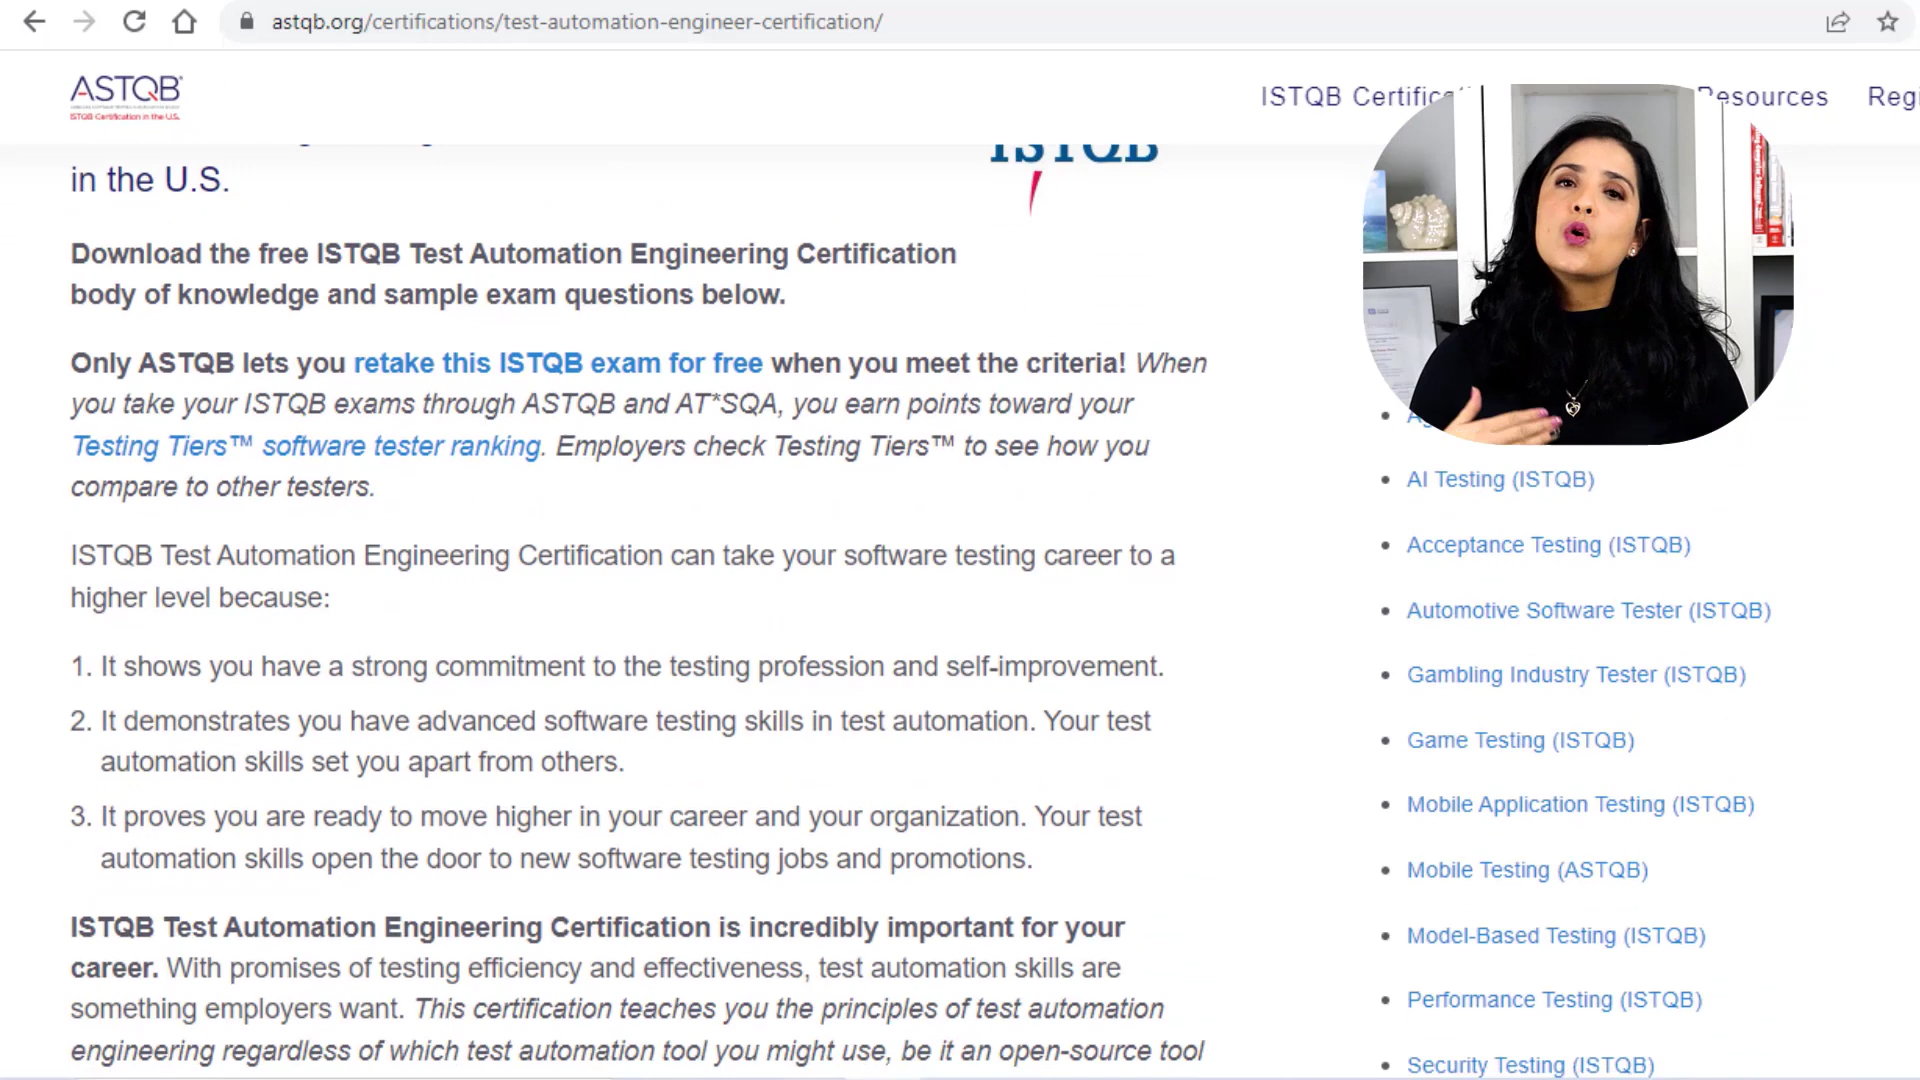 astqb.org/certifications/test-automation-engineer-certification/
ASTQB
ISTQB Certification in the U.S.
ISTQB Resources Regi
ISTQB
in the U.S.
Download the free ISTQB Test Automation Engineering Certification
body of knowledge and sample exam questions below.
Only ASTQB lets you retake this ISTQB exam for free when you meet the criteria! When
you take your ISTQB exams through ASTQB and AT*SQA, you earn points toward your
Testing Tiers™ software tester ranking. Employers check Testing Tiers™ to see how you
compare to other testers.
ISTQB Test Automation Engineering Certification can take your software testing career to a
higher level because:
1. It shows you have a strong commitment to the testing profession and self-improvement.
2. It demonstrates you have advanced software testing skills in test automation. Your test
automation skills set you apart from others.
3. It proves you are ready to move higher in your career and your organization. Your test
automation skills open the door to new software testing jobs and promotions.
ISTQB Test Automation Engineering Certification is incredibly important for your
career. With promises of testing efficiency and effectiveness, test automation skills are
something employers want. This certification teaches you the principles of test automation
engineering regardless of which test automation tool you might use, be it an open-source tool
AI Testing (ISTQB)
Acceptance Testing (ISTQB)
Automotive Software Tester (ISTQB)
Gambling Industry Tester (ISTQB)
Game Testing (ISTQB)
Mobile Application Testing (ISTQB)
Mobile Testing (ASTQB)
Model-Based Testing (ISTQB)
Performance Testing (ISTQB)
Security Testing (ISTQB)